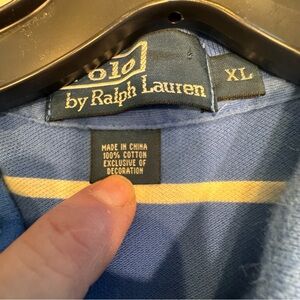 Polo
by Ralph Lauren
XL
MADE IN CHINA
100% COTTON
EXCLUSIVE OF
DECORATION